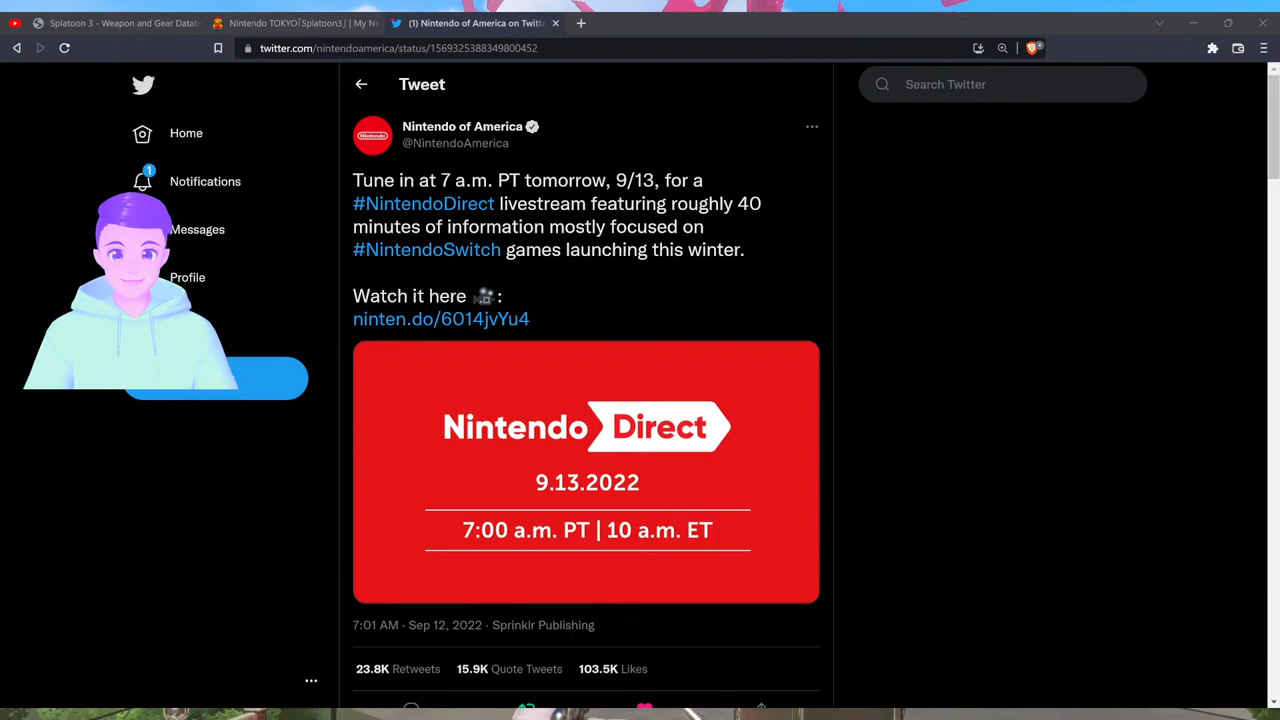 Splatoon 3 - Weapon and Gear Datab
Nintendo TOKYO「Splatoon3」 | My N
(1) Nintendo of America on Twitt
twitter.com/nintendoamerica/status/1569325388349800452
4
Home
1
Notifications
Messages
Profile
Tweet
Nintendo of America
Nintendo
@NintendoAmerica
Tune in at 7 a.m. PT tomorrow, 9/13, for a
#NintendoDirect livestream featuring roughly 40
minutes of information mostly focused on
#NintendoSwitch games launching this winter.
Watch it here 🎥:
ninten.do/6014jvYu4
Nintendo Direct
9.13.2022
7:00 a.m. PT | 10 a.m. ET
7:01 AM · Sep 12, 2022 · Sprinklr Publishing
23.8K Retweets 15.9K Quote Tweets 103.5K Likes
Search Twitter